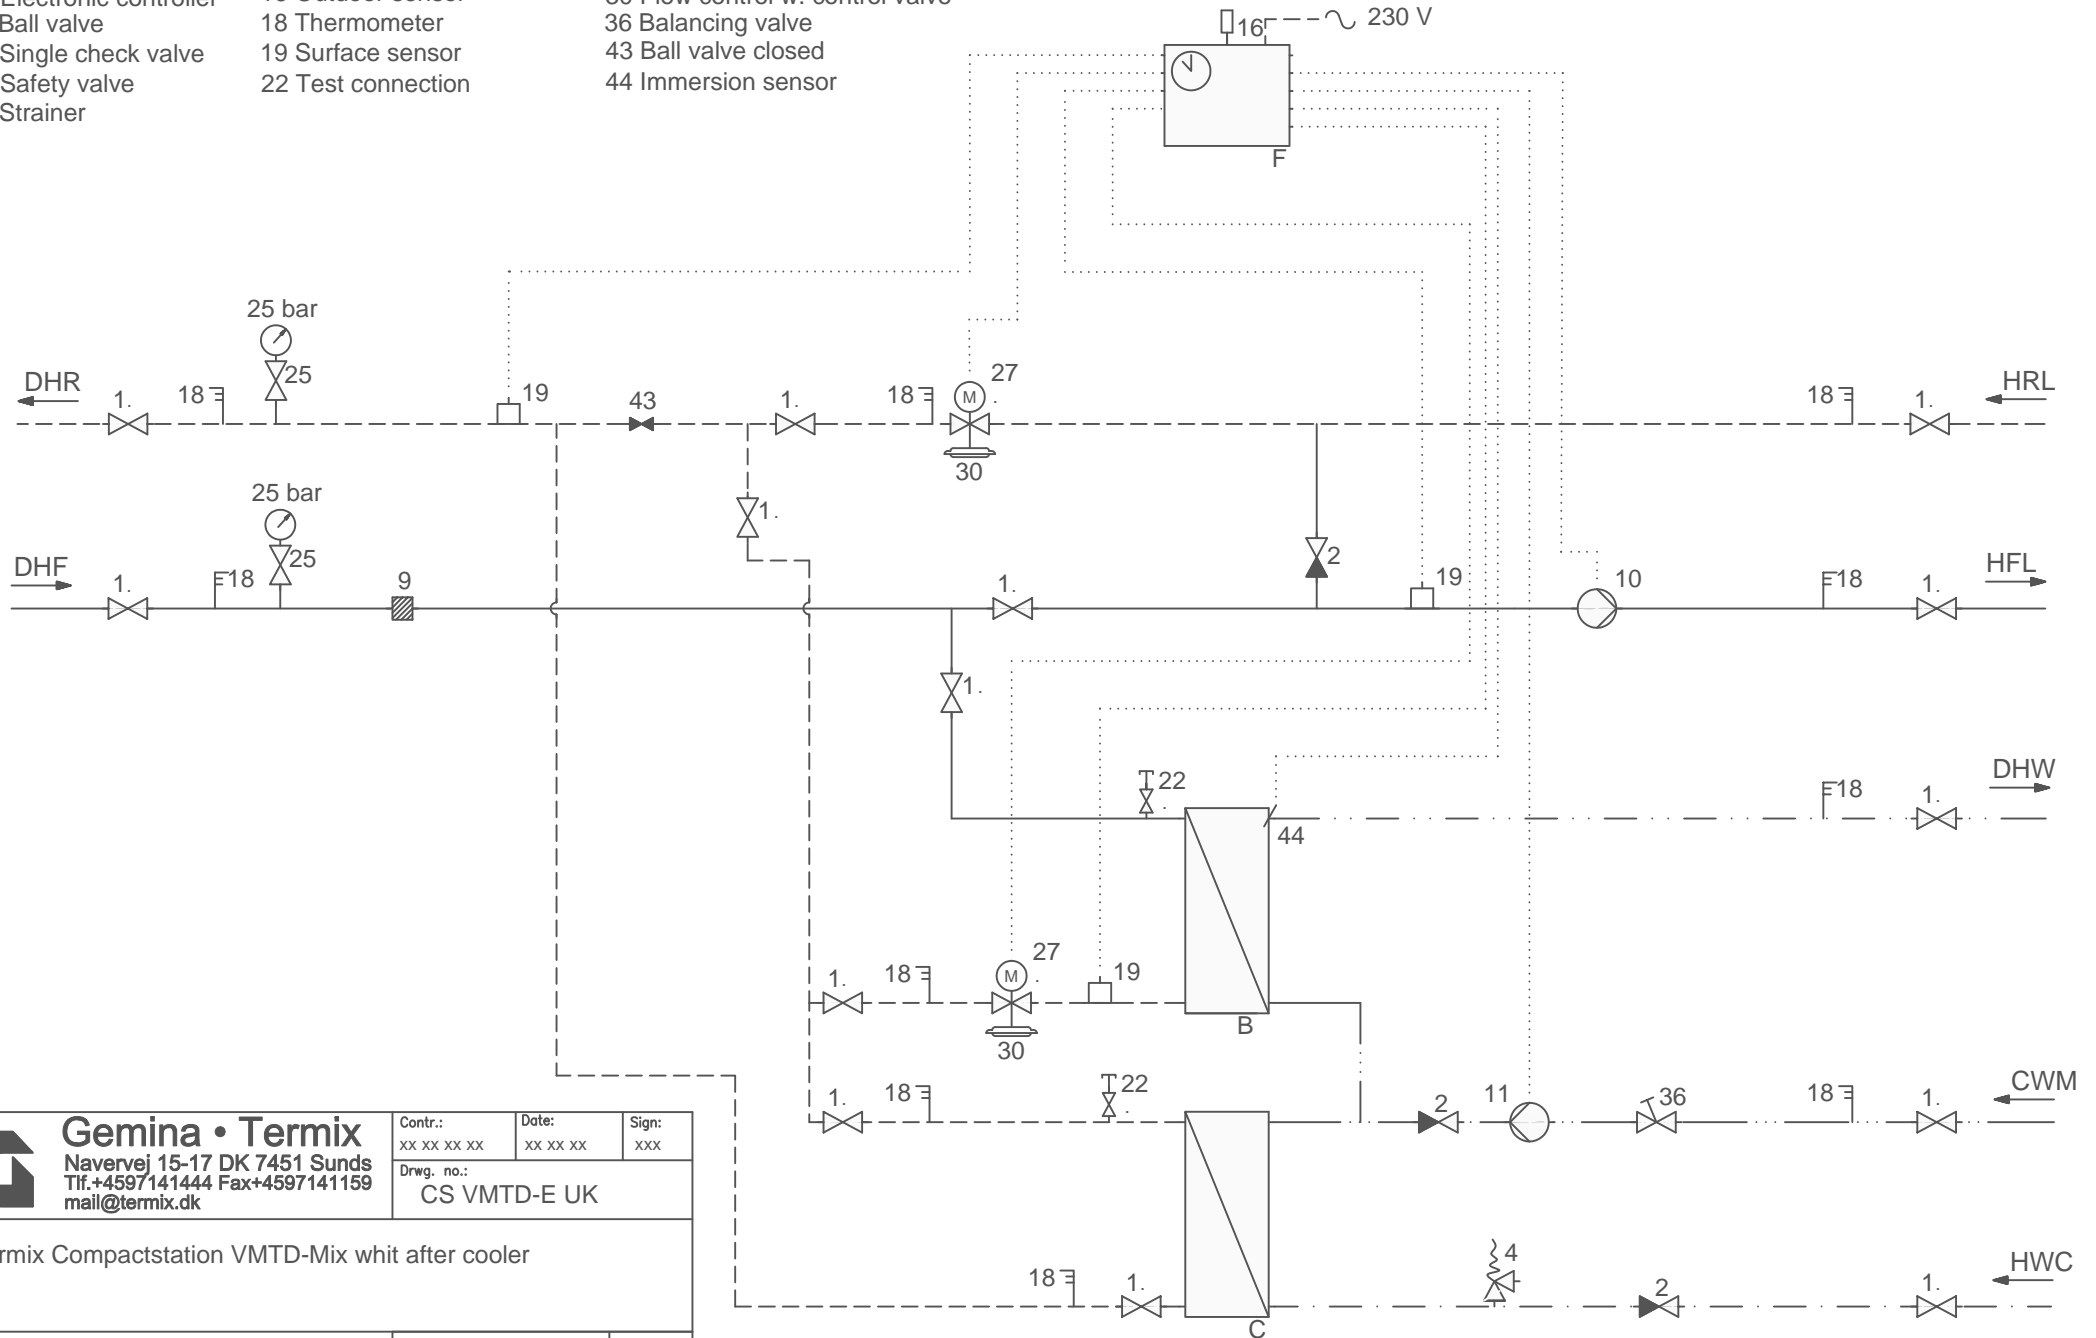 Electronic controller
Ball valve
Single check valve
Safety valve
Strainer
18 Thermometer
19 Surface sensor
22 Test connection
36 Balancing valve
43 Ball valve closed
44 Immersion sensor
16
230 V
F
25 bar
DHR
1.
18
25
19
43
1.
18
27
M
30
18
1.
HRL
25 bar
1.
DHF
1.
18
25
9
1.
2
19
10
18
1.
HFL
1.
22
44
18
1.
DHW
1.
18
27
M
30
19
B
1.
18
22
2
11
36
18
1.
CWM
18
1.
C
4
2
1.
HWC
Gemina • Termix
Navervej 15-17 DK 7451 Sunds
Tlf.+4597141444 Fax+4597141159
mail@termix.dk
Contr.:
xx xx xx xx
Date:
xx xx xx
Sign:
xxx
Drwg. no.:
CS VMTD-E UK
rmix Compactstation VMTD-Mix whit after cooler